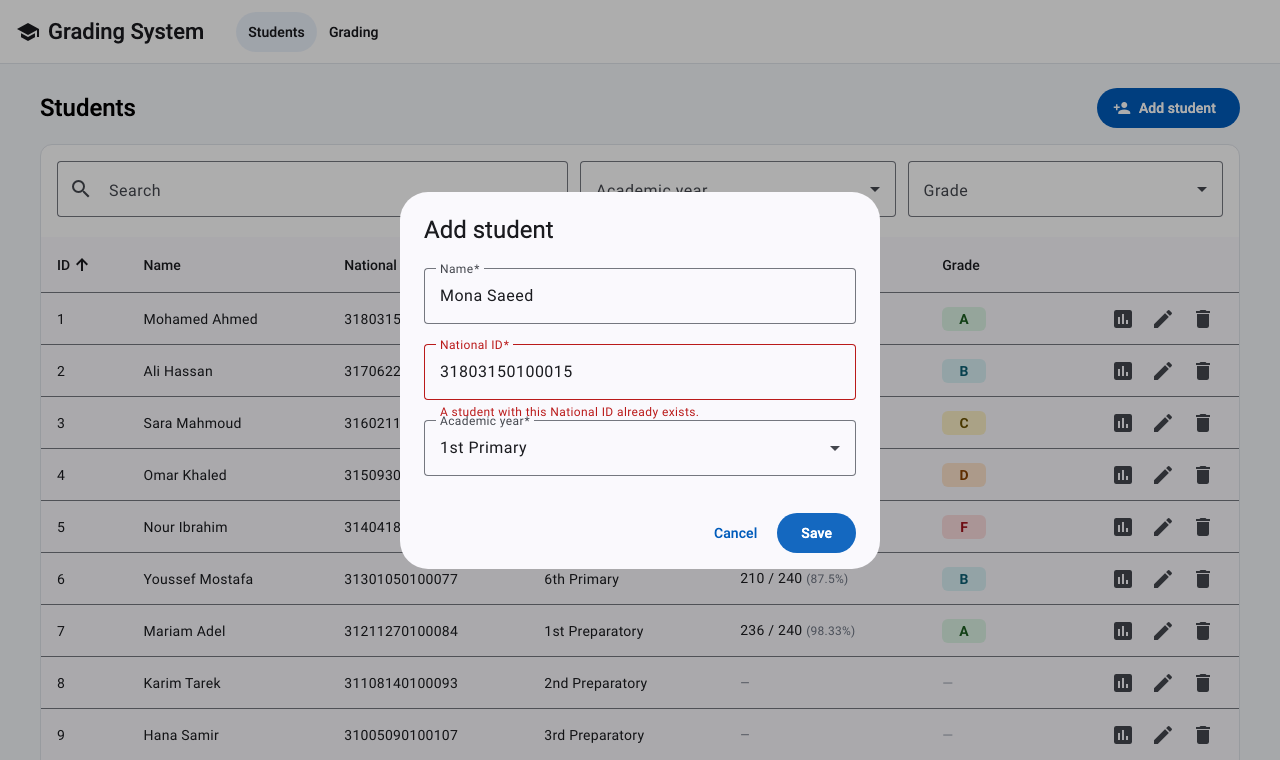 Grading System Students Grading
Students Add student
Search Academic year Grade
ID Name National Grade
Add student
Name*
Mona Saeed
National ID*
31803150100015
A student with this National ID already exists.
Academic year*
1st Primary
Cancel Save
1 Mohamed Ahmed 3180315 A
2 Ali Hassan 3170622 B
3 Sara Mahmoud 3160211 C
4 Omar Khaled 3150930 D
5 Nour Ibrahim 3140418 F
6 Youssef Mostafa 31301050100077 6th Primary 210 / 240 (87.5%) B
7 Mariam Adel 31211270100084 1st Preparatory 236 / 240 (98.33%) A
8 Karim Tarek 31108140100093 2nd Preparatory – —
9 Hana Samir 31005090100107 3rd Preparatory – —